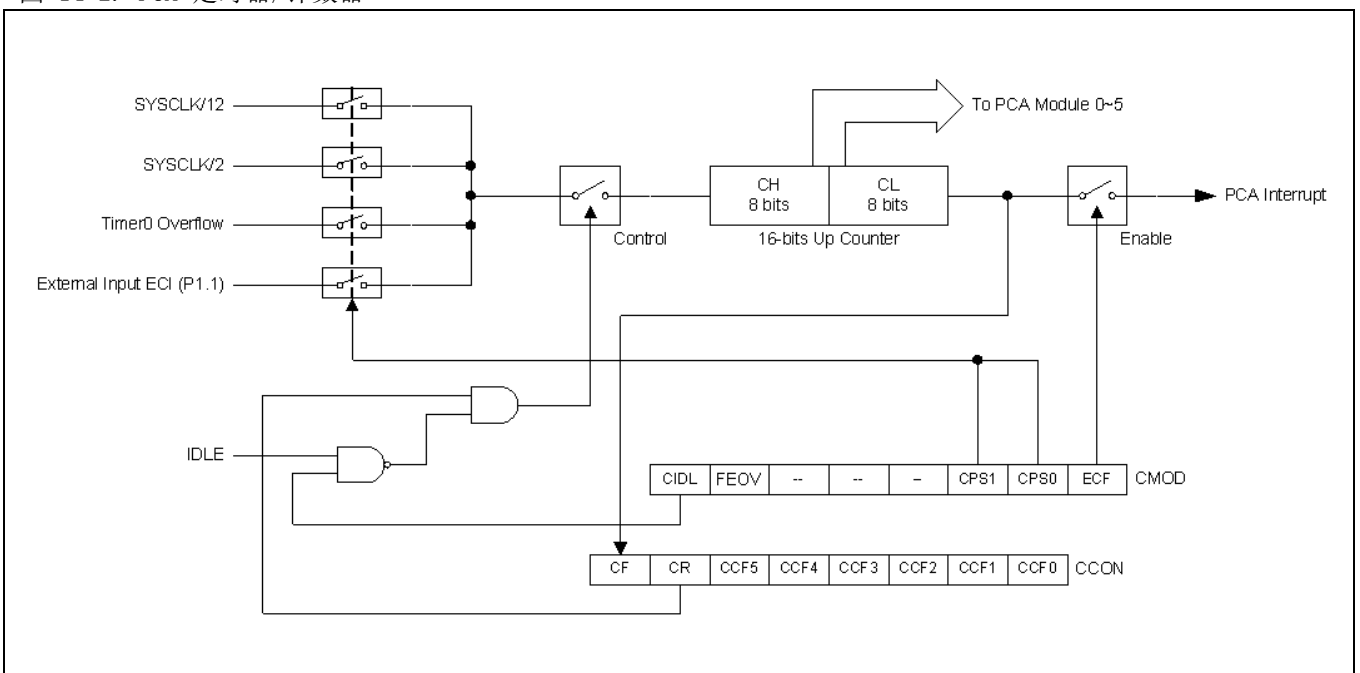 SYSCLK/12
To PCA Module 0~5
SYSCLK/2
CH
8 bits
CL
8 bits
PCA Interrupt
Timer0 Overflow
Control
16-bits Up Counter
Enable
External Input ECI (P1.1)
IDLE
CIDL FEOV -- -- – CPS1 CPS0 ECF CMOD
CF CR CCF5 CCF4 CCF3 CCF2 CCF1 CCF0 CCON